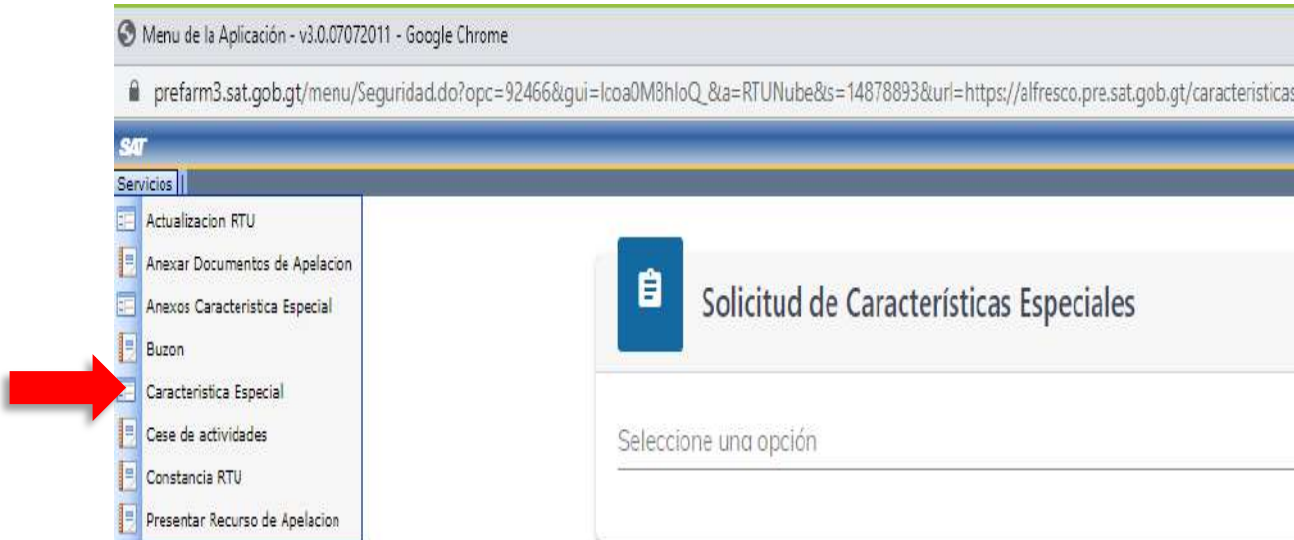 Menu de la Aplicación - v3.0.07072011 - Google Chrome
prefarm3.sat.gob.gt/menu/Seguridad.do?opc=92466&gui=Icoa0M8hIoQ_&a=RTUNube&s=14878893&url=https://alfresco.pre.sat.gob.gt/caracteristicas
SAT
Servicios
Actualizacion RTU
Anexar Documentos de Apelacion
Anexos Caracteristica Especial
Buzon
Caracteristica Especial
Cese de actividades
Constancia RTU
Presentar Recurso de Apelacion
Solicitud de Características Especiales
Seleccione una opción